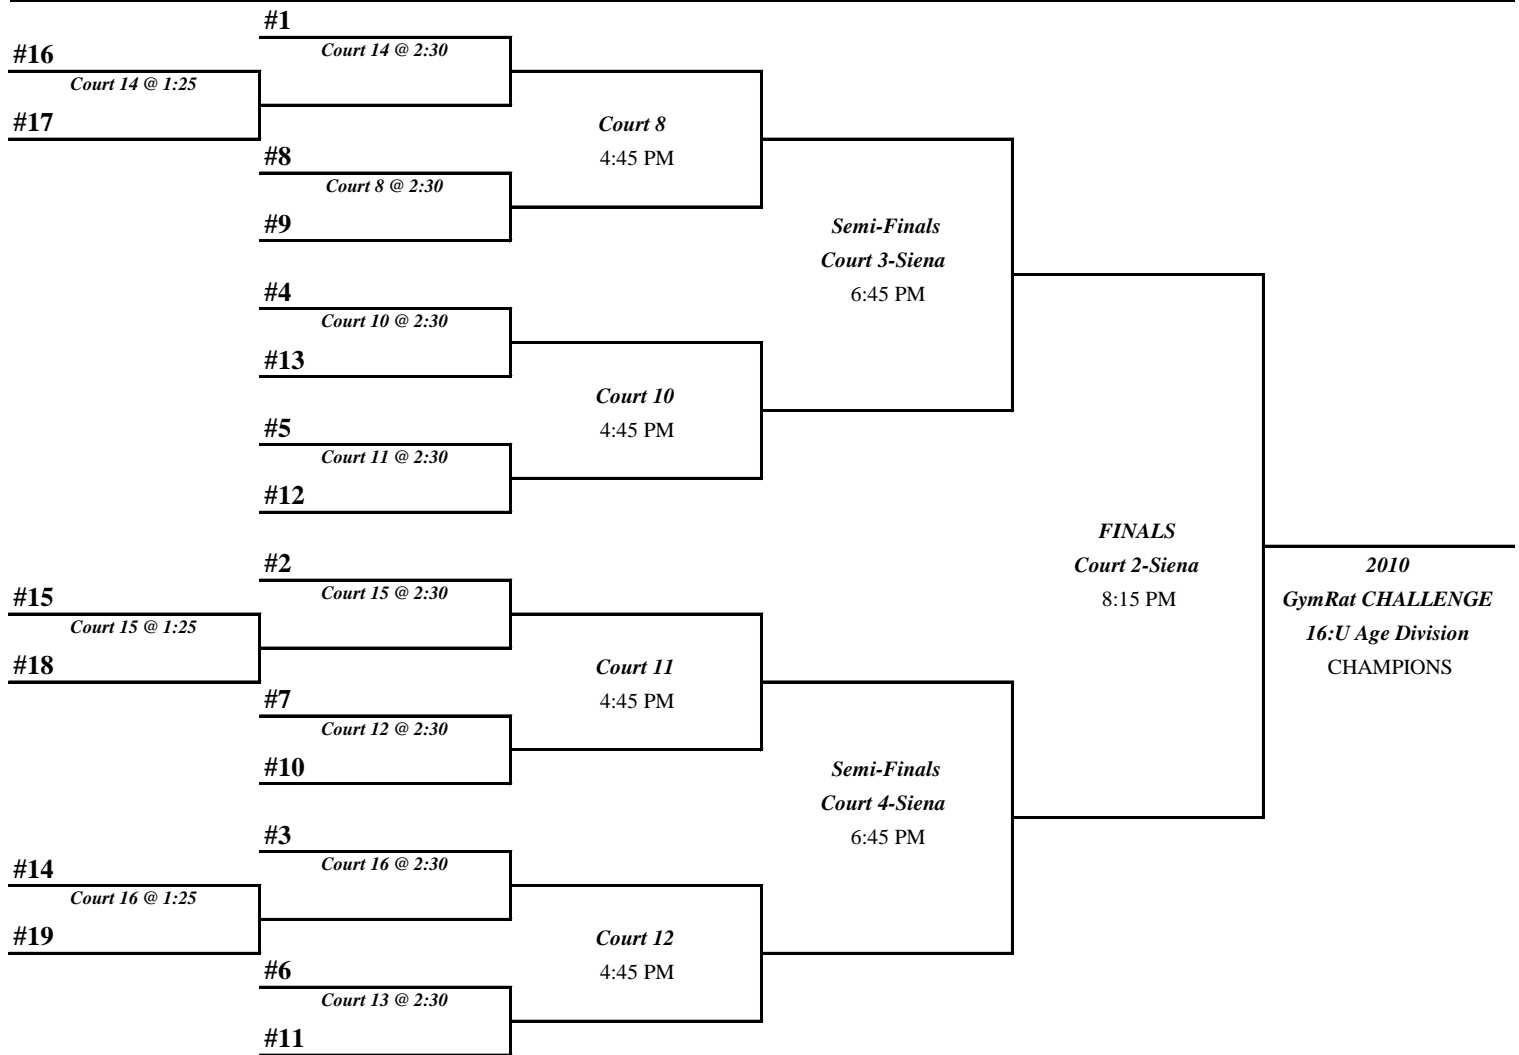 #1
Court 14 @ 2:30
#16
Court 14 @ 1:25
#17
Court 8
4:45 PM
#8
Court 8 @ 2:30
#9
Semi-Finals
Court 3-Siena
6:45 PM
#4
Court 10 @ 2:30
#13
Court 10
4:45 PM
#5
Court 11 @ 2:30
#12
FINALS
Court 2-Siena
8:15 PM
2010
GymRat CHALLENGE
16:U Age Division
CHAMPIONS
#2
Court 15 @ 2:30
#15
Court 15 @ 1:25
#18
Court 11
4:45 PM
#7
Court 12 @ 2:30
#10
Semi-Finals
Court 4-Siena
6:45 PM
#3
Court 16 @ 2:30
#14
Court 16 @ 1:25
#19
Court 12
4:45 PM
#6
Court 13 @ 2:30
#11